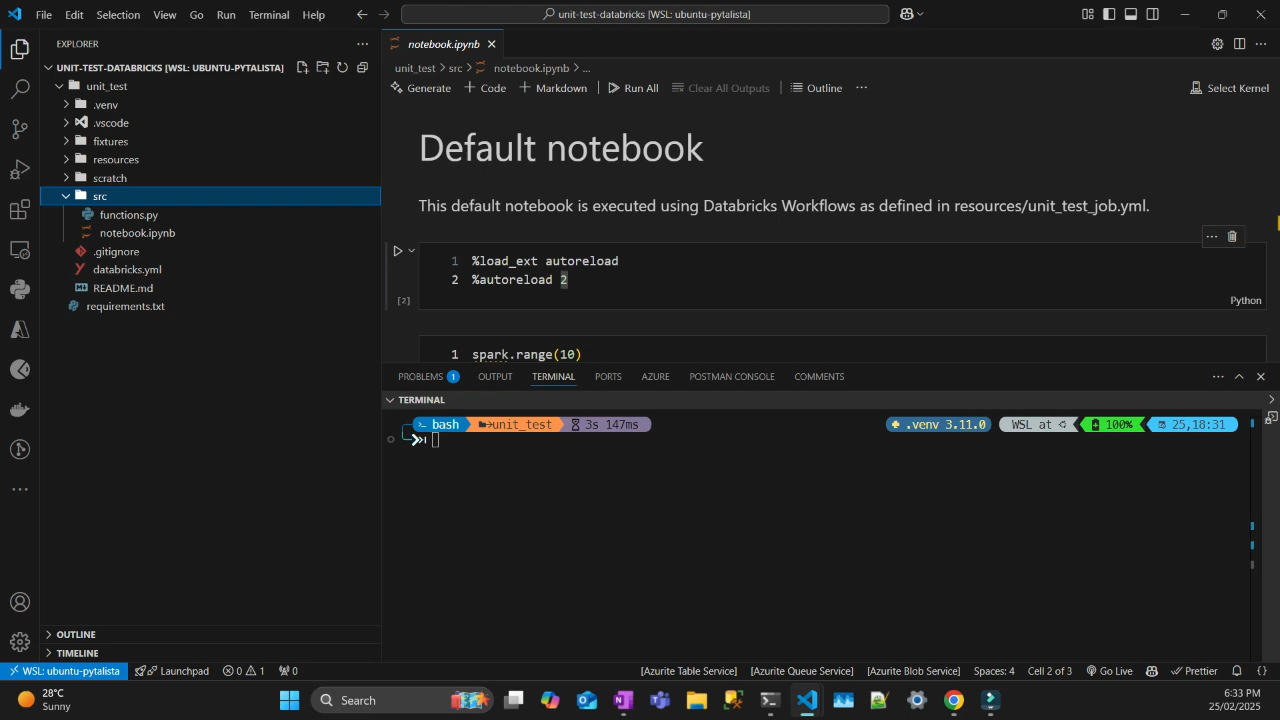 File Edit Selection View Go Run Terminal Help
unit-test-databricks [WSL: ubuntu-pytalista]
EXPLORER
UNIT-TEST-DATABRICKS [WSL: UBUNTU-PYTALISTA]
unit_test
.venv
.vscode
fixtures
resources
scratch
src
functions.py
notebook.ipynb
.gitignore
databricks.yml
README.md
requirements.txt
OUTLINE
TIMELINE
notebook.ipynb
unit_test > src > notebook.ipynb > ...
Generate + Code + Markdown Run All Clear All Outputs Outline ... Select Kernel
Default notebook
This default notebook is executed using Databricks Workflows as defined in resources/unit_test_job.yml.
1 %load_ext autoreload
2 %autoreload 2
[2] Python
1 spark.range(10)
PROBLEMS 1 OUTPUT TERMINAL PORTS AZURE POSTMAN CONSOLE COMMENTS
TERMINAL
bash unit_test 3s 147ms .venv 3.11.0 WSL at 100% 25,18:31
WSL: ubuntu-pytalista Launchpad 0 1 0 [Azurite Table Service] [Azurite Queue Service] [Azurite Blob Service] Spaces: 4 Cell 2 of 3 Go Live Prettier
28°C
Sunny
Search
6:33 PM
25/02/2025